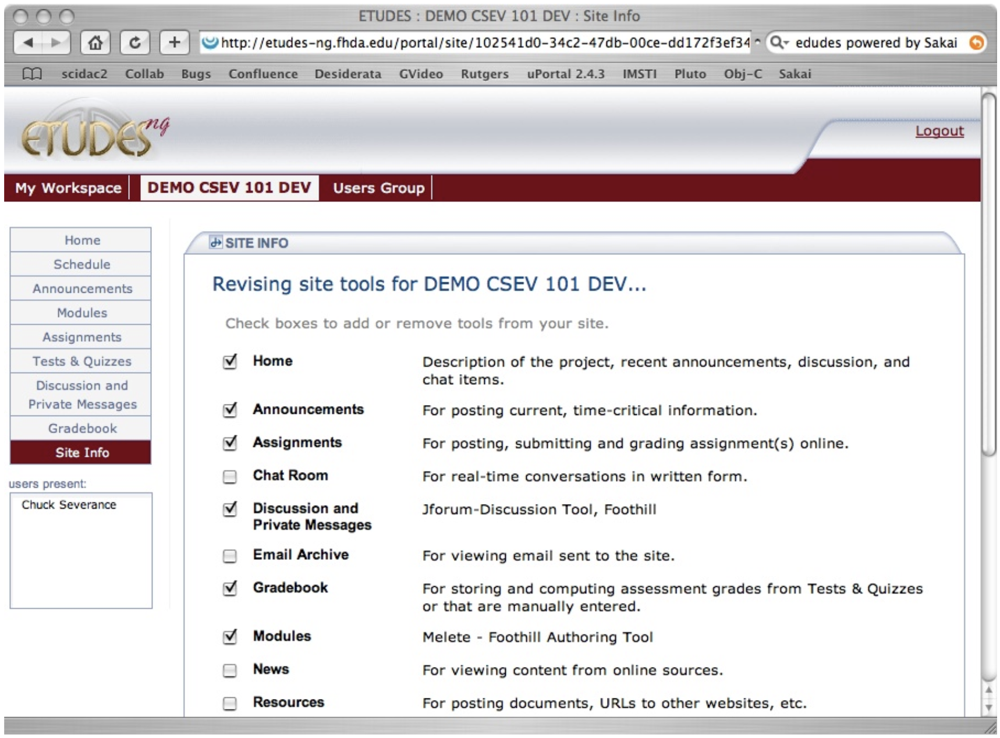 ETUDES : DEMO CSEV 101 DEV : Site Info
http://etudes-ng.fhda.edu/portal/site/102541d0-34c2-47db-00ce-dd172f3ef34
edudes powered by Sakai
scidac2 Collab Bugs Confluence Desiderata GVideo Rutgers uPortal 2.4.3 IMSTI Pluto Obj-C Sakai
ETUDES ng
Logout
My Workspace DEMO CSEV 101 DEV Users Group
Home
Schedule
Announcements
Modules
Assignments
Tests & Quizzes
Discussion and
Private Messages
Gradebook
Site Info
users present:
Chuck Severance
SITE INFO
Revising site tools for DEMO CSEV 101 DEV...
Check boxes to add or remove tools from your site.
Home Description of the project, recent announcements, discussion, and
chat items.
Announcements For posting current, time-critical information.
Assignments For posting, submitting and grading assignment(s) online.
Chat Room For real-time conversations in written form.
Discussion and Jforum-Discussion Tool, Foothill
Private Messages
Email Archive For viewing email sent to the site.
Gradebook For storing and computing assessment grades from Tests & Quizzes
or that are manually entered.
Modules Melete - Foothill Authoring Tool
News For viewing content from online sources.
Resources For posting documents, URLs to other websites, etc.